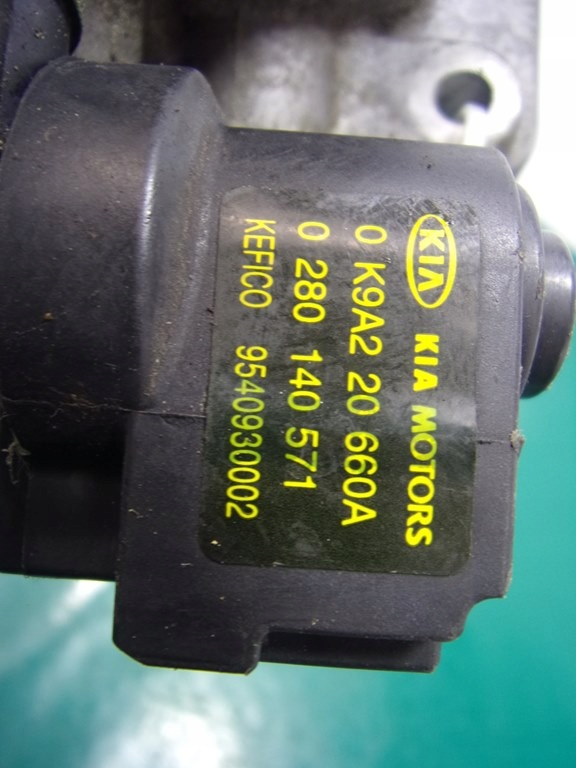 KIA KIA MOTORS
0 K9A2 20 660A
0 280 140 571
KEFICO 9540930002